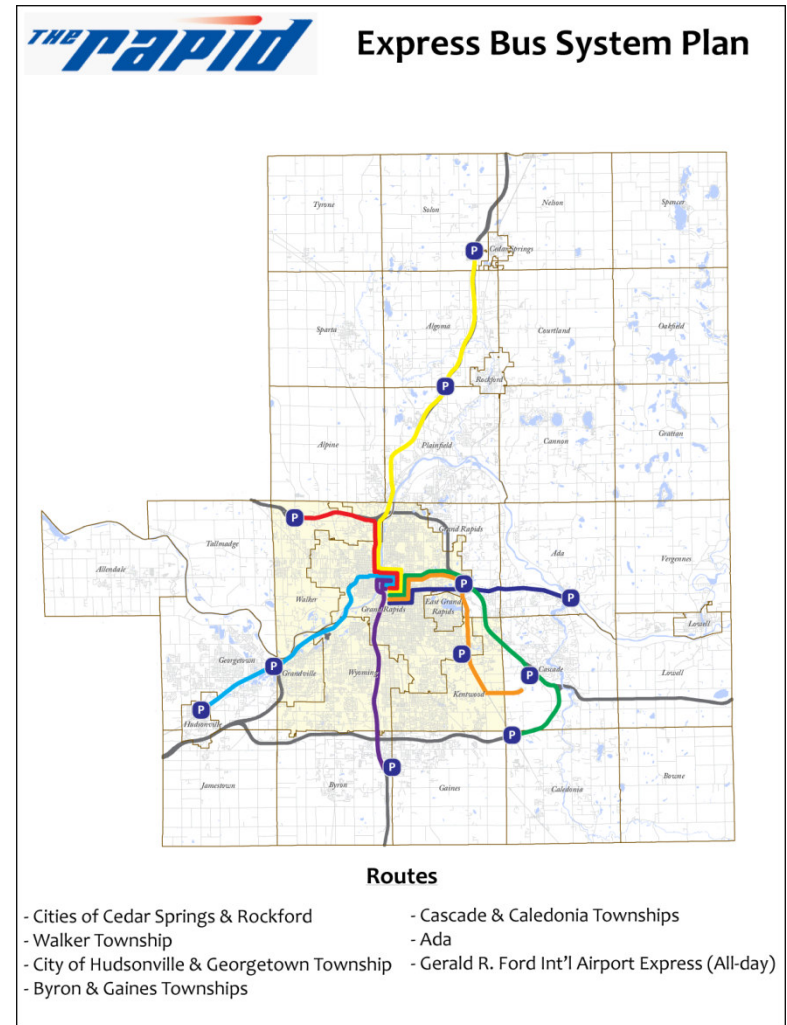 THE rapid
Express Bus System Plan
Tyrone
Solon
Nelson
Spencer
P
Cedar Springs
Sparta
Algoma
Courtland
Oakfield
P
Rockford
Alpine
Plainfield
Cannon
Grattan
P
Grand Rapids
Allendale
Tallmadge
Ada
Vergennes
Walker
P
P
Grand Rapids
East Grand
Rapids
Lowell
Georgetown
P
Grandville
Wyoming
P
Kentwood
P
Cascade
Lowell
P
Hudsonville
P
P
Jamestown
Byron
Gaines
Caledonia
Bowne
Routes
- Cities of Cedar Springs & Rockford
- Walker Township
- City of Hudsonville & Georgetown Township
- Byron & Gaines Townships
- Cascade & Caledonia Townships
- Ada
- Gerald R. Ford Int'l Airport Express (All-day)